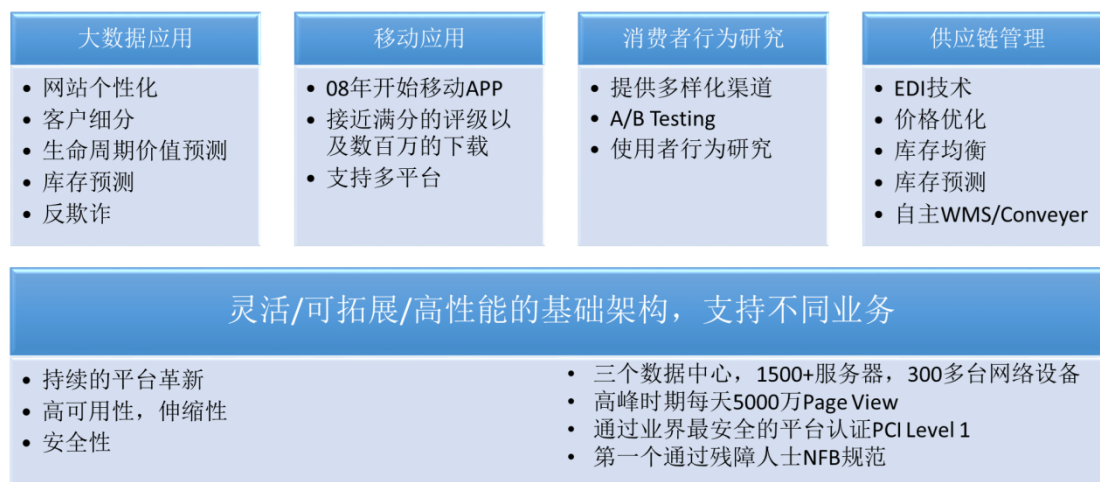 大数据应用
• 网站个性化
• 客户细分
• 生命周期价值预测
• 库存预测
• 反欺诈
移动应用
• 08年开始移动APP
• 接近满分的评级以
及数百万的下载
• 支持多平台
消费者行为研究
• 提供多样化渠道
• A/B Testing
• 使用者行为研究
供应链管理
• EDI技术
• 价格优化
• 库存均衡
• 库存预测
• 自主WMS/Conveyer
灵活/可拓展/高性能的基础架构，支持不同业务
• 持续的平台革新
• 高可用性，伸缩性
• 安全性
• 三个数据中心，1500+服务器，300多台网络设备
• 高峰时期每天5000万Page View
• 通过业界最安全的平台认证PCI Level 1
• 第一个通过残障人士NFB规范